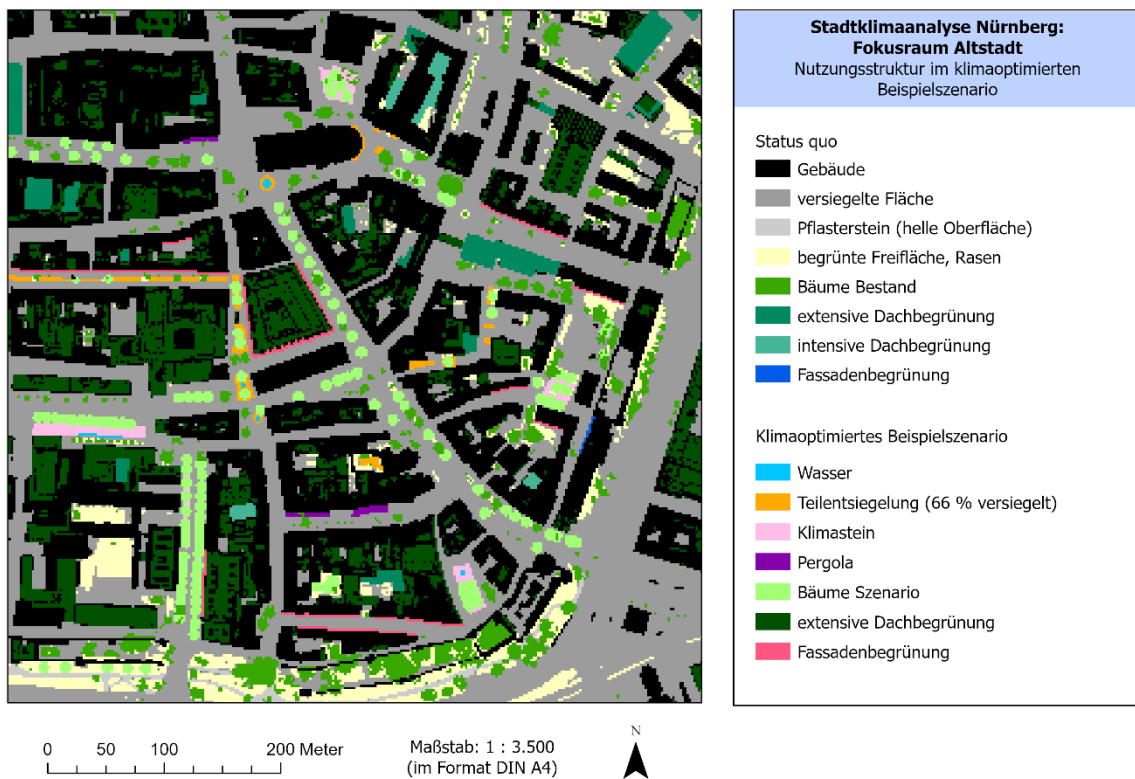 Stadtklimaanalyse Nürnberg:
Fokusraum Altstadt
Nutzungsstruktur im klimaoptimierten
Beispielszenario
Status quo
Gebäude
versiegelte Fläche
Pflasterstein (helle Oberfläche)
begrünte Freifläche, Rasen
Bäume Bestand
extensive Dachbegrünung
intensive Dachbegrünung
Fassadenbegrünung
Klimaoptimiertes Beispielszenario
Wasser
Teilentsiegelung (66 % versiegelt)
Klimastein
Pergola
Bäume Szenario
extensive Dachbegrünung
Fassadenbegrünung
0 50 100 200 Meter
Maßstab: 1 : 3.500
(im Format DIN A4)
N